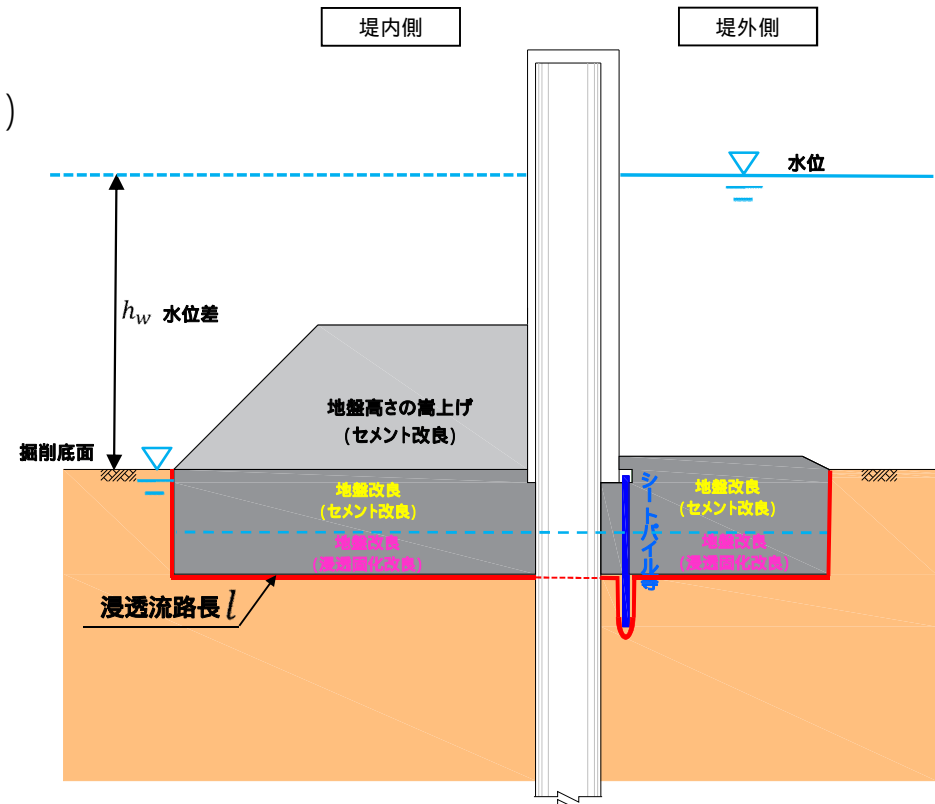 堤内側
堤外側
)
水位
h_w 水位差
地盤高さの嵩上げ
(セメント改良)
掘削底面
地盤改良
(セメント改良)
地盤改良
(浸透固化改良)
シートパイル等
地盤改良
(セメント改良)
地盤改良
(浸透固化改良)
浸透流路長 l